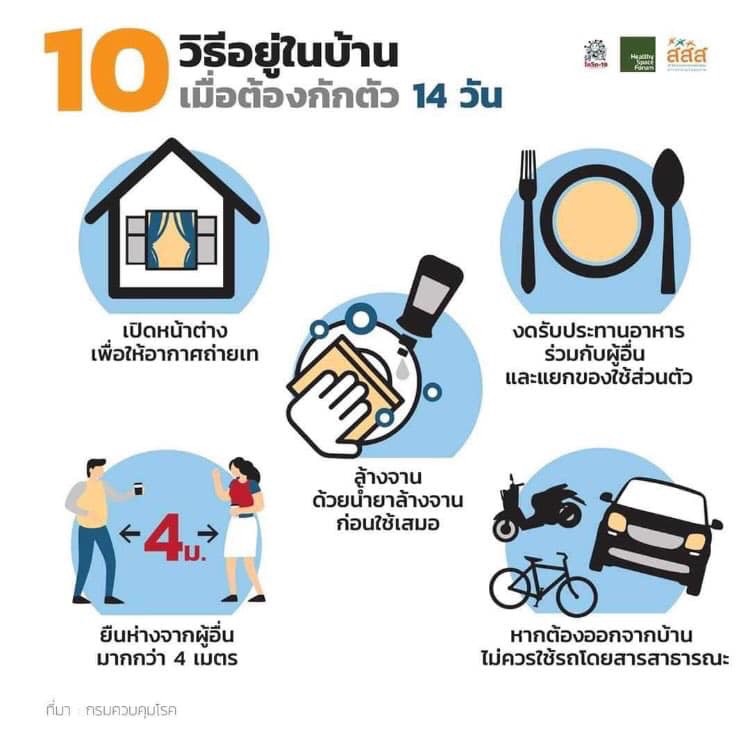 10 วิธีอยู่ในบ้าน
เมื่อต้องกักตัว 14 วัน
โควิด-19
Healthy
Space
Forum
สสส
เปิดหน้าต่าง
เพื่อให้อากาศถ่ายเท
งดรับประทานอาหาร
ร่วมกับผู้อื่น
และแยกของใช้ส่วนตัว
ล้างจาน
ด้วยน้ำยาล้างจาน
ก่อนใช้เสมอ
4ม.
ยืนห่างจากผู้อื่น
มากกว่า 4 เมตร
หากต้องออกจากบ้าน
ไม่ควรใช้รถโดยสารสาธารณะ
ที่มา : กรมควบคุมโรค